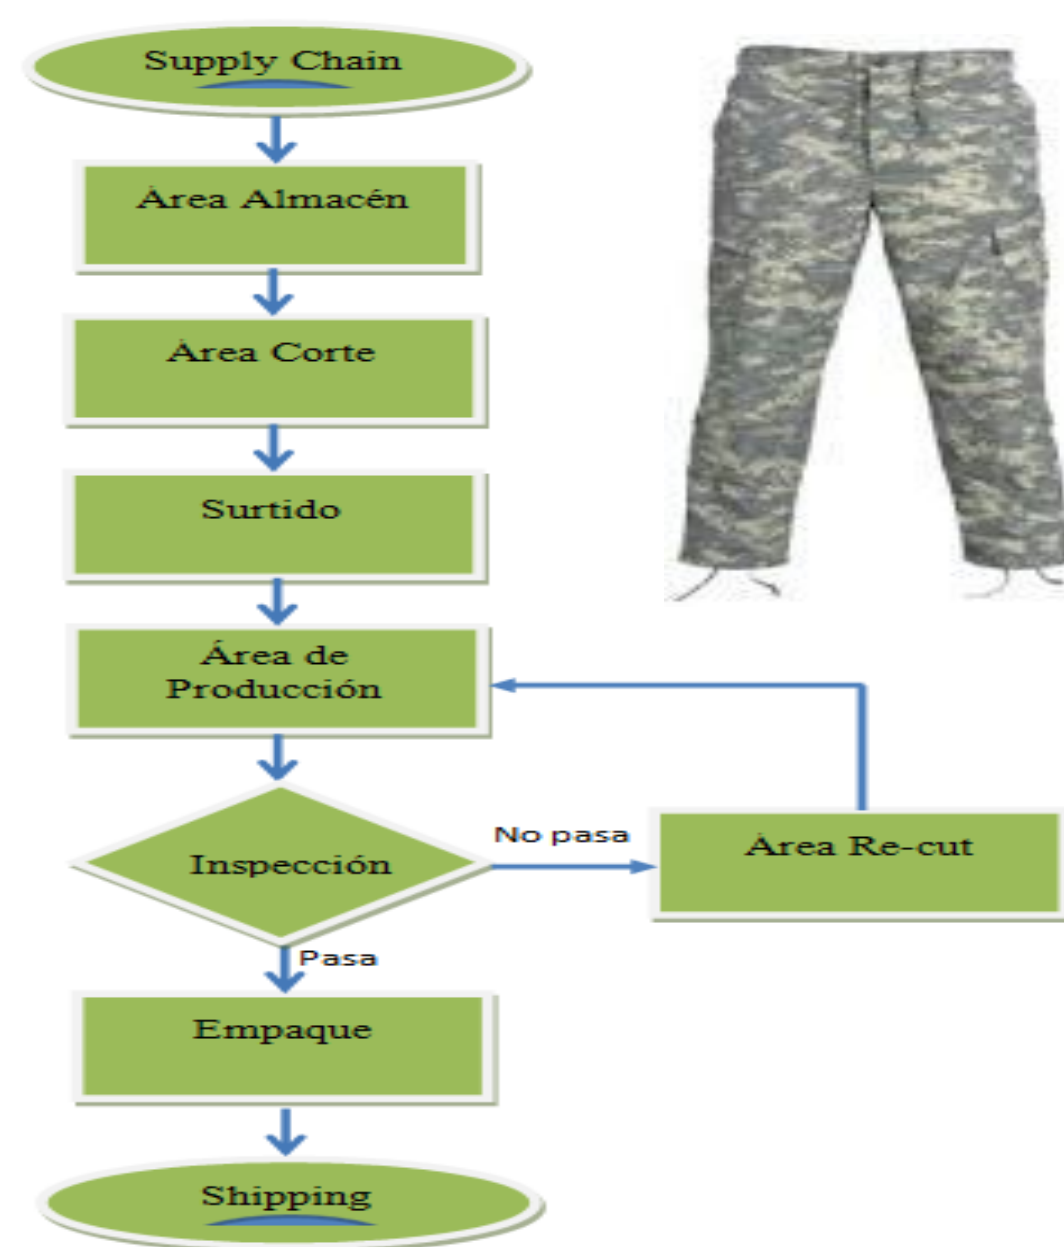 Supply Chain
Área Almacén
Área Corte
Surtido
Área de
Producción
Inspección
No pasa
Área Re-cut
Pasa
Empaque
Shipping